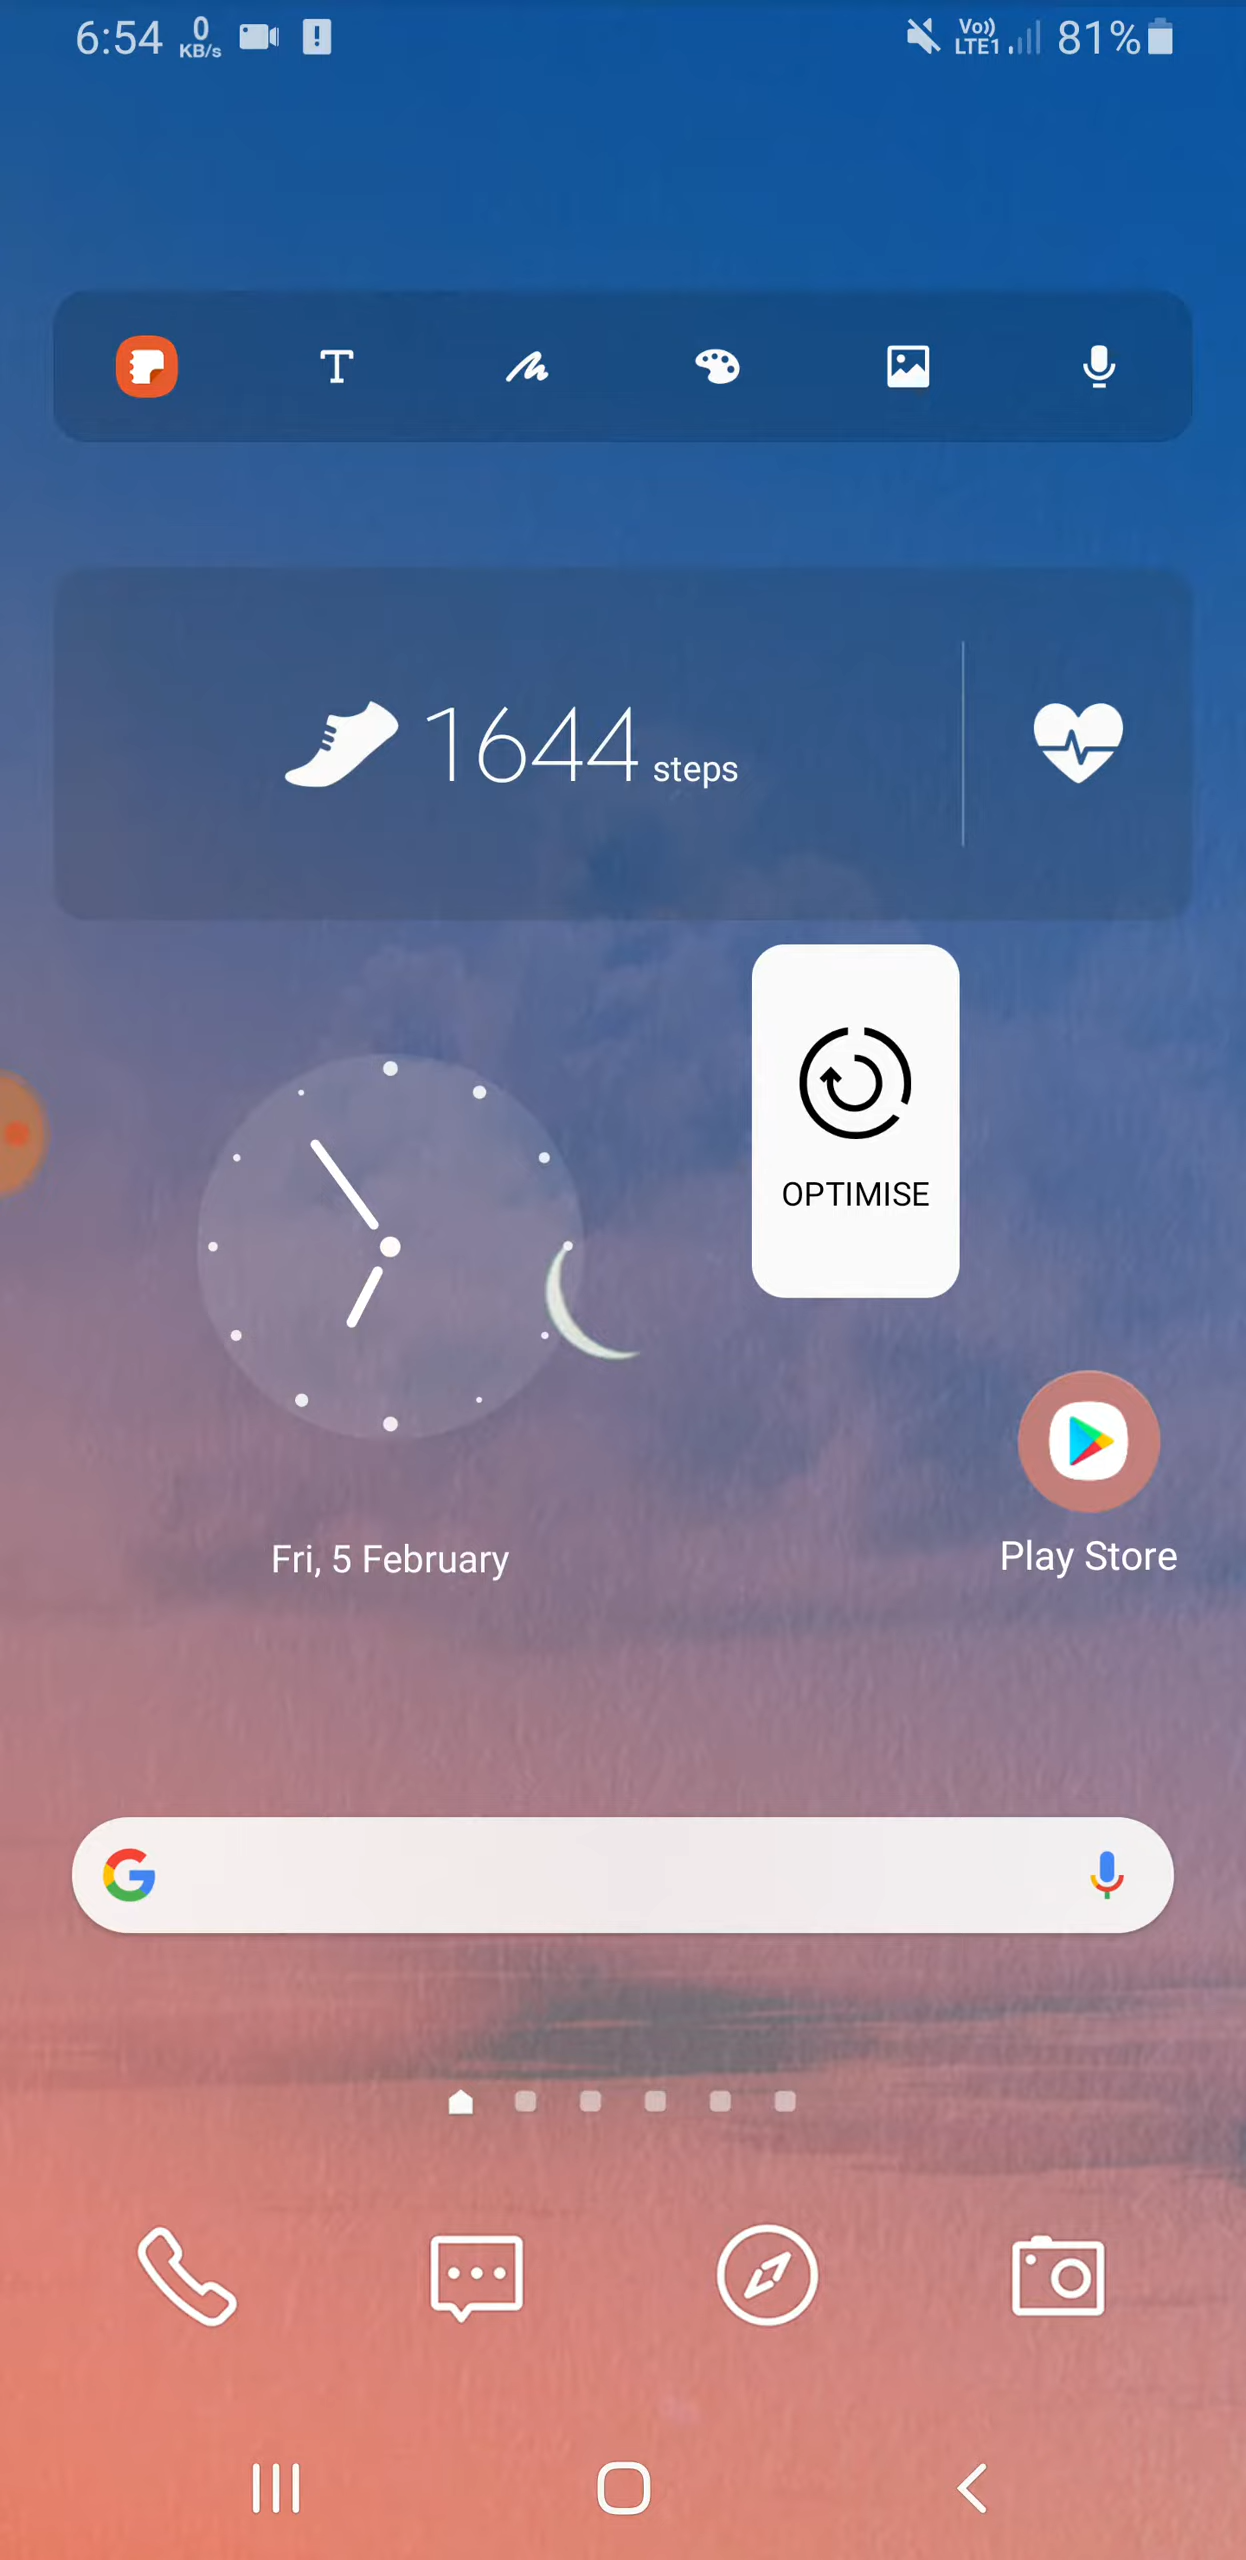 6:54 0 KB/s Vo)) LTE1 81%
T
1644 steps
OPTIMISE
Fri, 5 February
Play Store